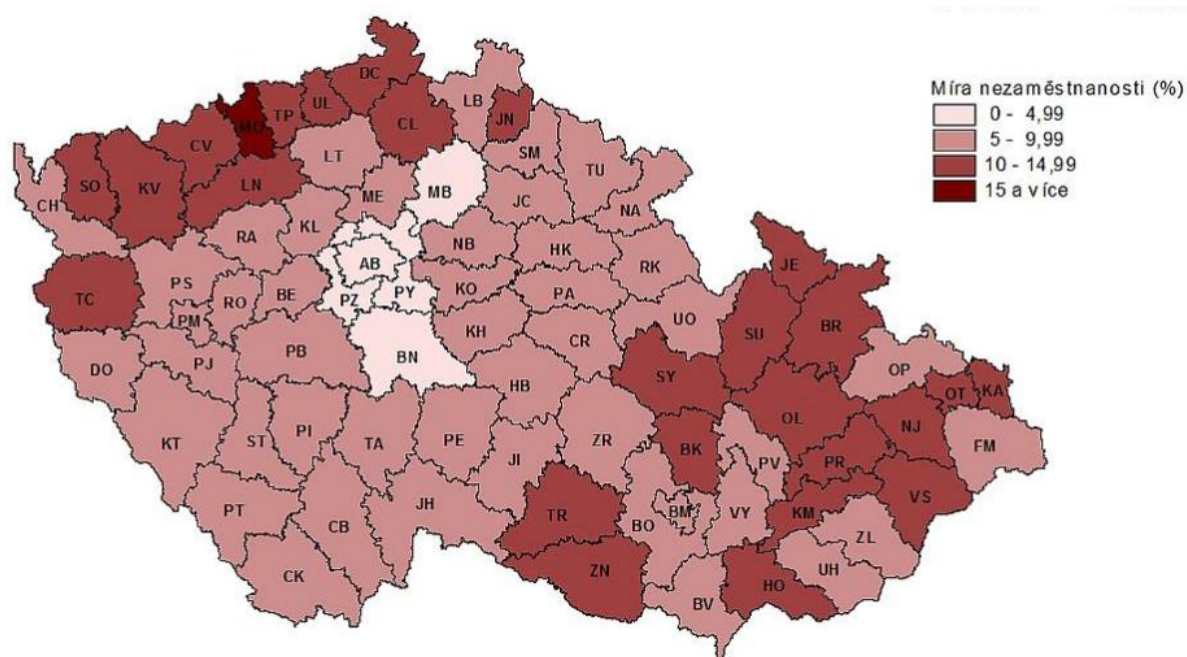 Míra nezaměstnanosti (%)
0 - 4,99
5 - 9,99
10 - 14,99
15 a více
DC
LB
UL
TP
JN
CL
CV
LT
SM
TU
SO
KV
LN
MB
ME
JC
NA
CH
RA
KL
NB
HK
AB
RK
JE
PS
RO
BE
PZ
PY
KO
PA
TC
PM
UO
SU
BR
KH
CR
DO
PJ
PB
BN
OP
SY
HB
OT
KA
OL
NJ
KT
ST
PI
TA
PE
ZR
BK
FM
JI
PV
PR
VS
PT
CB
JH
TR
BO
BM
VY
KM
ZL
CK
ZN
UH
HO
BV